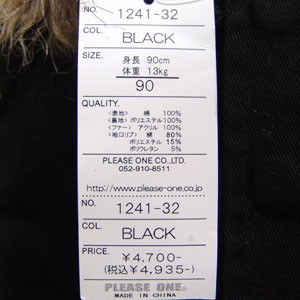 NO.
1241-32
COL.
BLACK
SIZE.
身長 90cm
体重 13kg
90
QUALITY.
〈表地〉 綿 100%
〈裏地〉 ポリエステル 100%
〈ファー〉 アクリル 100%
〈袖口リブ〉 綿 80%
ポリエステル 15%
ポリウレタン 5%
PLEASE ONE CO.LTD.
052-910-8511
http://www.please-one.co.jp
NO.
1241-32
COL.
BLACK
PRICE.
￥4,700-
(税込￥4,935-)
PLEASE ONE.
MADE IN CHINA